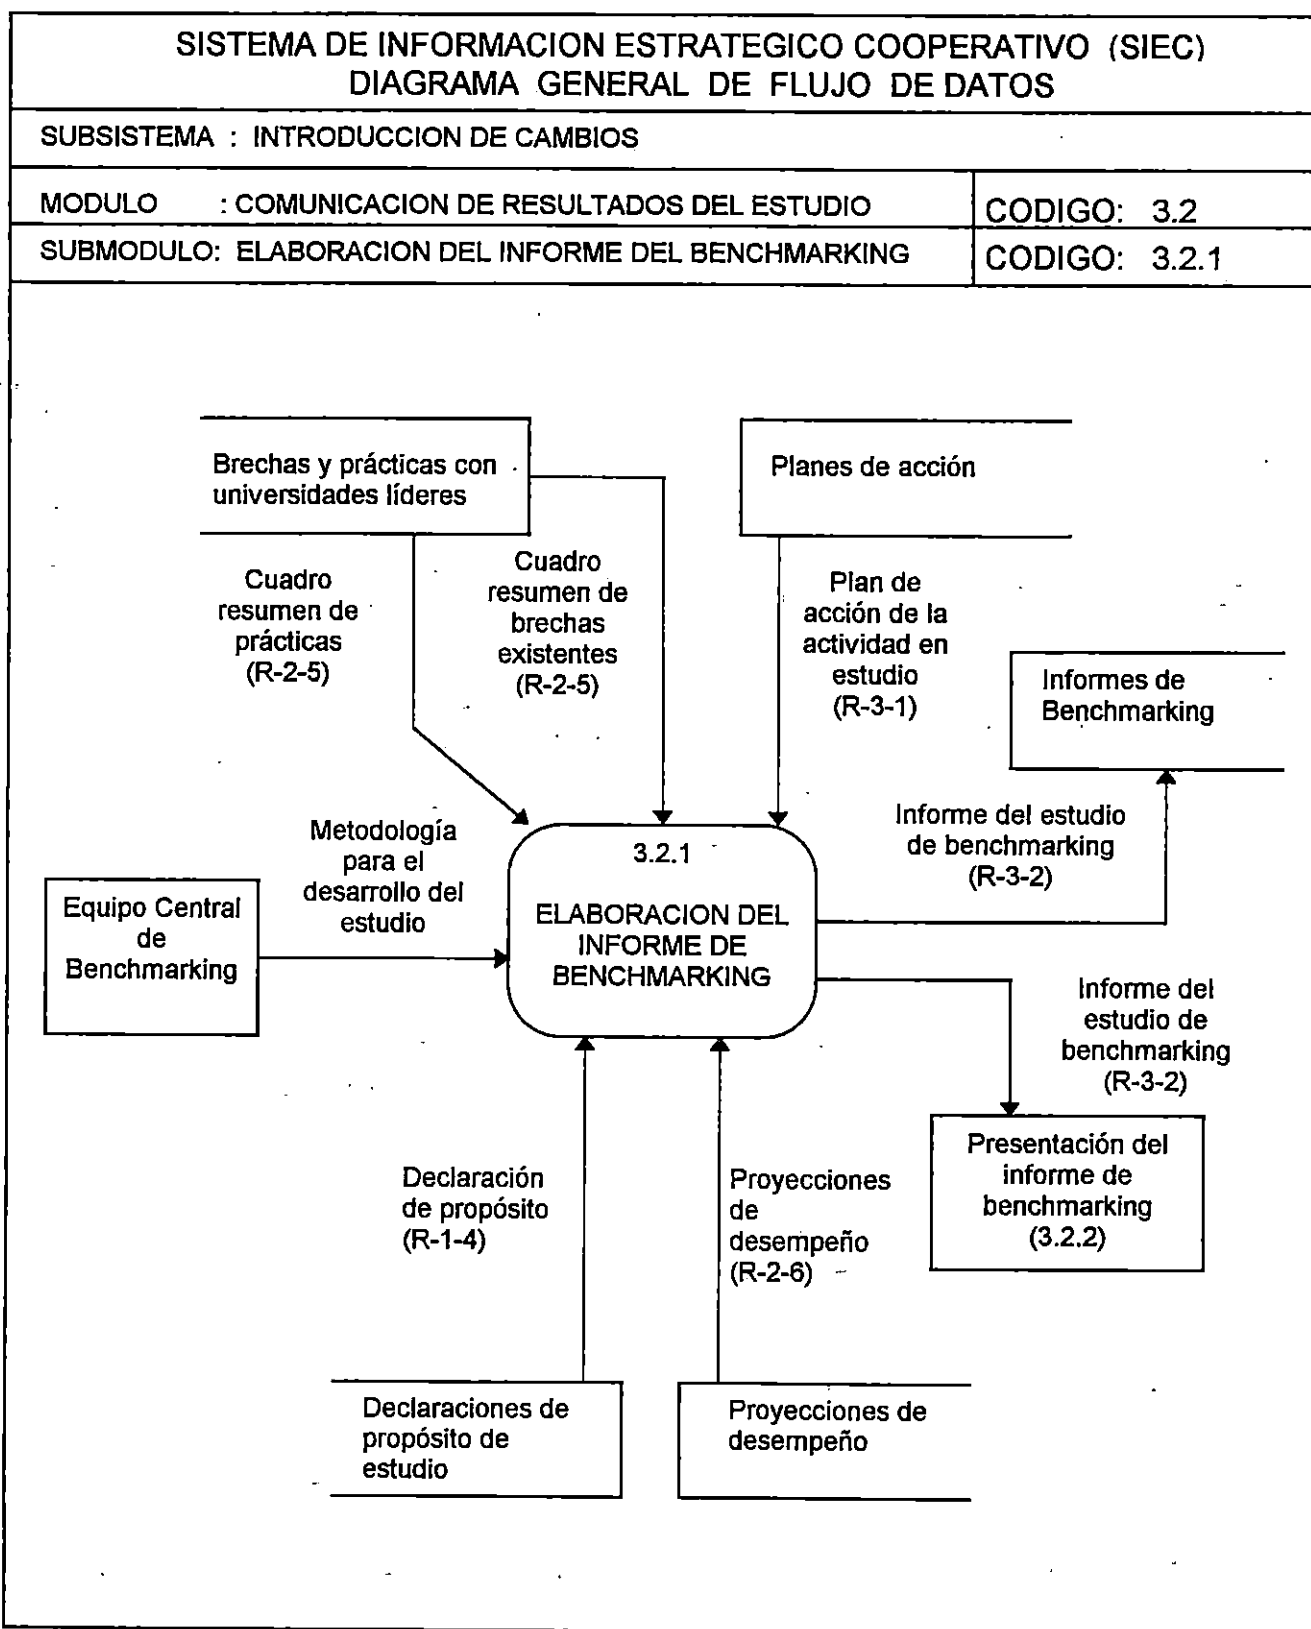 SISTEMA DE INFORMACION ESTRATEGICO COOPERATIVO (SIEC)
DIAGRAMA GENERAL DE FLUJO DE DATOS
SUBSISTEMA : INTRODUCCION DE CAMBIOS
MODULO : COMUNICACION DE RESULTADOS DEL ESTUDIO
CODIGO: 3.2
SUBMODULO: ELABORACION DEL INFORME DEL BENCHMARKING
CODIGO: 3.2.1
Brechas y prácticas con
universidades líderes
Planes de acción
Cuadro
resumen de
prácticas
(R-2-5)
Cuadro
resumen de
brechas
existentes
(R-2-5)
Plan de
acción de la
actividad en
estudio
(R-3-1)
Informes de
Benchmarking
Metodología
para el
desarrollo del
estudio
Informe del estudio
de benchmarking
(R-3-2)
Equipo Central
de
Benchmarking
3.2.1
ELABORACION DEL
INFORME DE
BENCHMARKING
Informe del
estudio de
benchmarking
(R-3-2)
Presentación del
informe de
benchmarking
(3.2.2)
Declaración
de propósito
(R-1-4)
Proyecciones
de
desempeño
(R-2-6)
Declaraciones de
propósito de
estudio
Proyecciones de
desempeño